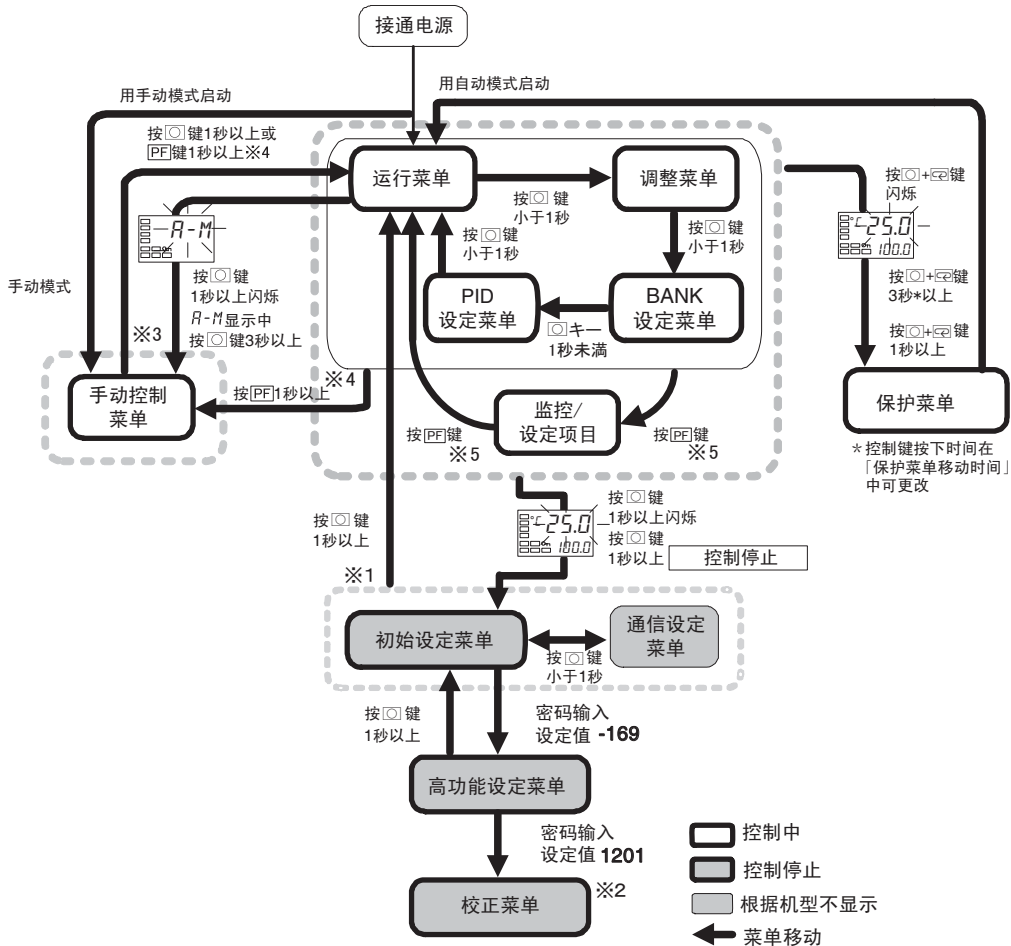 接通电源
用手动模式启动
用自动模式启动
按○键1秒以上或
PF键1秒以上※4
运行菜单
调整菜单
按○键
小于1秒
按○+键
闪烁
A-M
按○键
小于1秒
按○键
小于1秒
°C 25.0
100.0
手动模式
按○键
1秒以上闪烁
A-M显示中
按○键3秒以上
※3
PID
设定菜单
BANK
设定菜单
○キー
1秒未満
按○+键
3秒*以上
按○+键
1秒以上
手动控制
菜单
按PF1秒以上
※4
监控/
设定项目
按PF键
※5
按PF键
※5
保护菜单
*控制键按下时间在
「保护菜单移动时间」
中可更改
按○键
1秒以上
°C 25.0
100.0
按○键
1秒以上闪烁
按○键
1秒以上
控制停止
※1
初始设定菜单
通信设定
菜单
按○键
小于1秒
按○键
1秒以上
密码输入
设定值 -169
高功能设定菜单
密码输入
设定值 1201
校正菜单
※2
控制中
控制停止
根据机型不显示
菜单移动